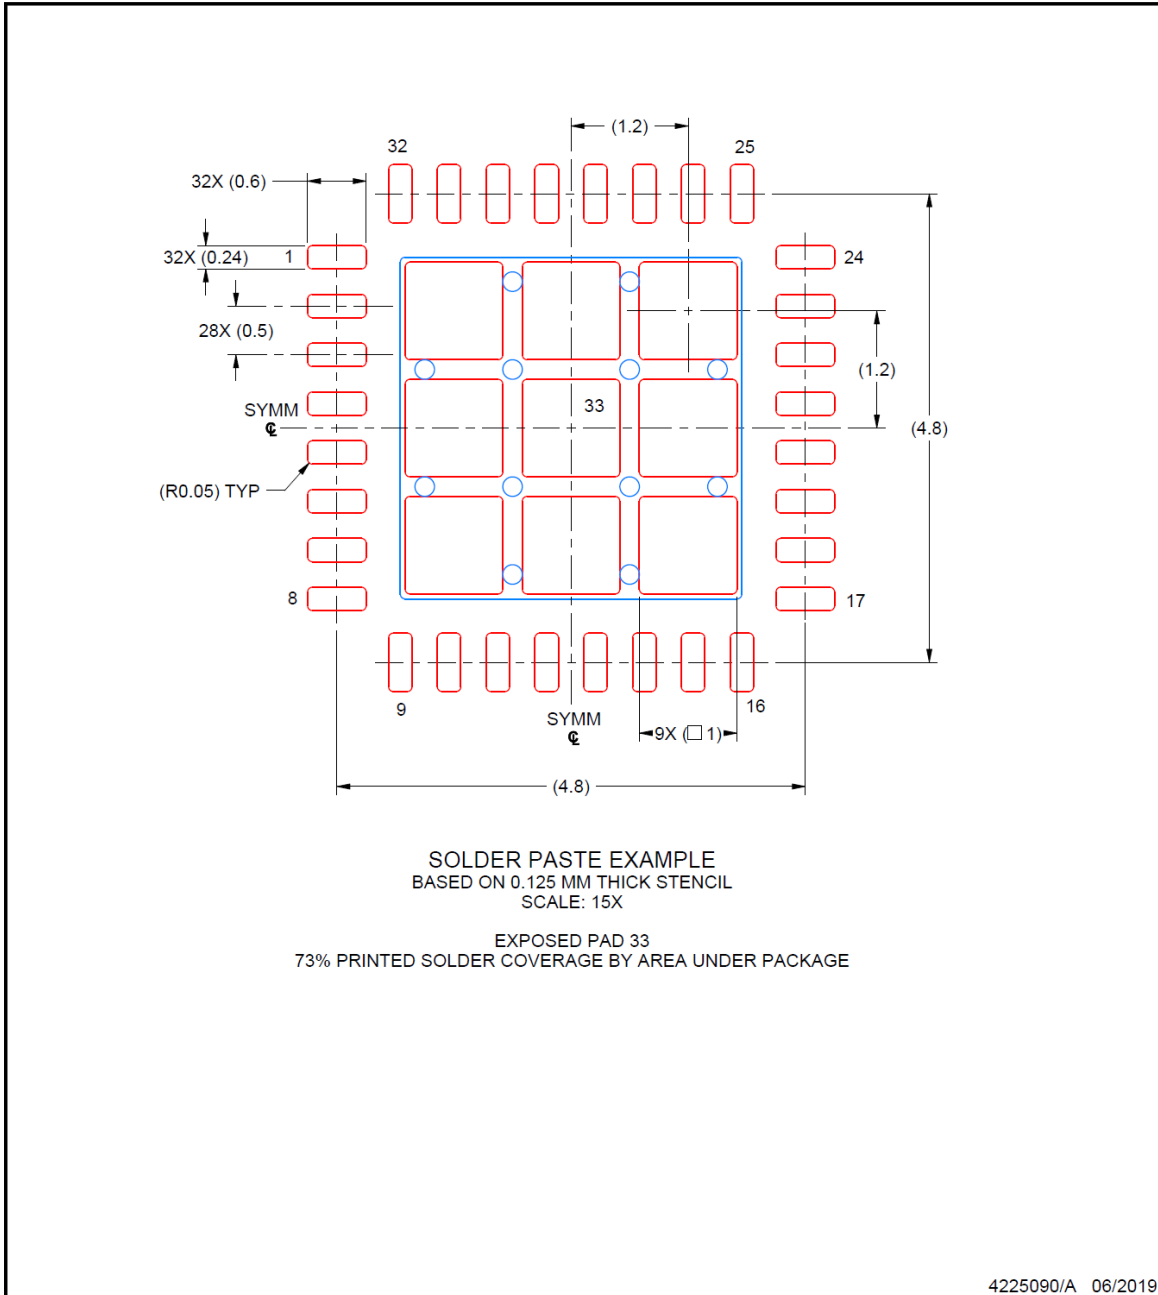 (1.2)
32
25
32X (0.6)
32X (0.24)
1
24
28X (0.5)
(1.2)
33
SYMM
℄
(4.8)
(R0.05) TYP
8
17
9
16
SYMM
℄
9X (□ 1)
(4.8)
SOLDER PASTE EXAMPLE
BASED ON 0.125 MM THICK STENCIL
SCALE: 15X
EXPOSED PAD 33
73% PRINTED SOLDER COVERAGE BY AREA UNDER PACKAGE
4225090/A 06/2019